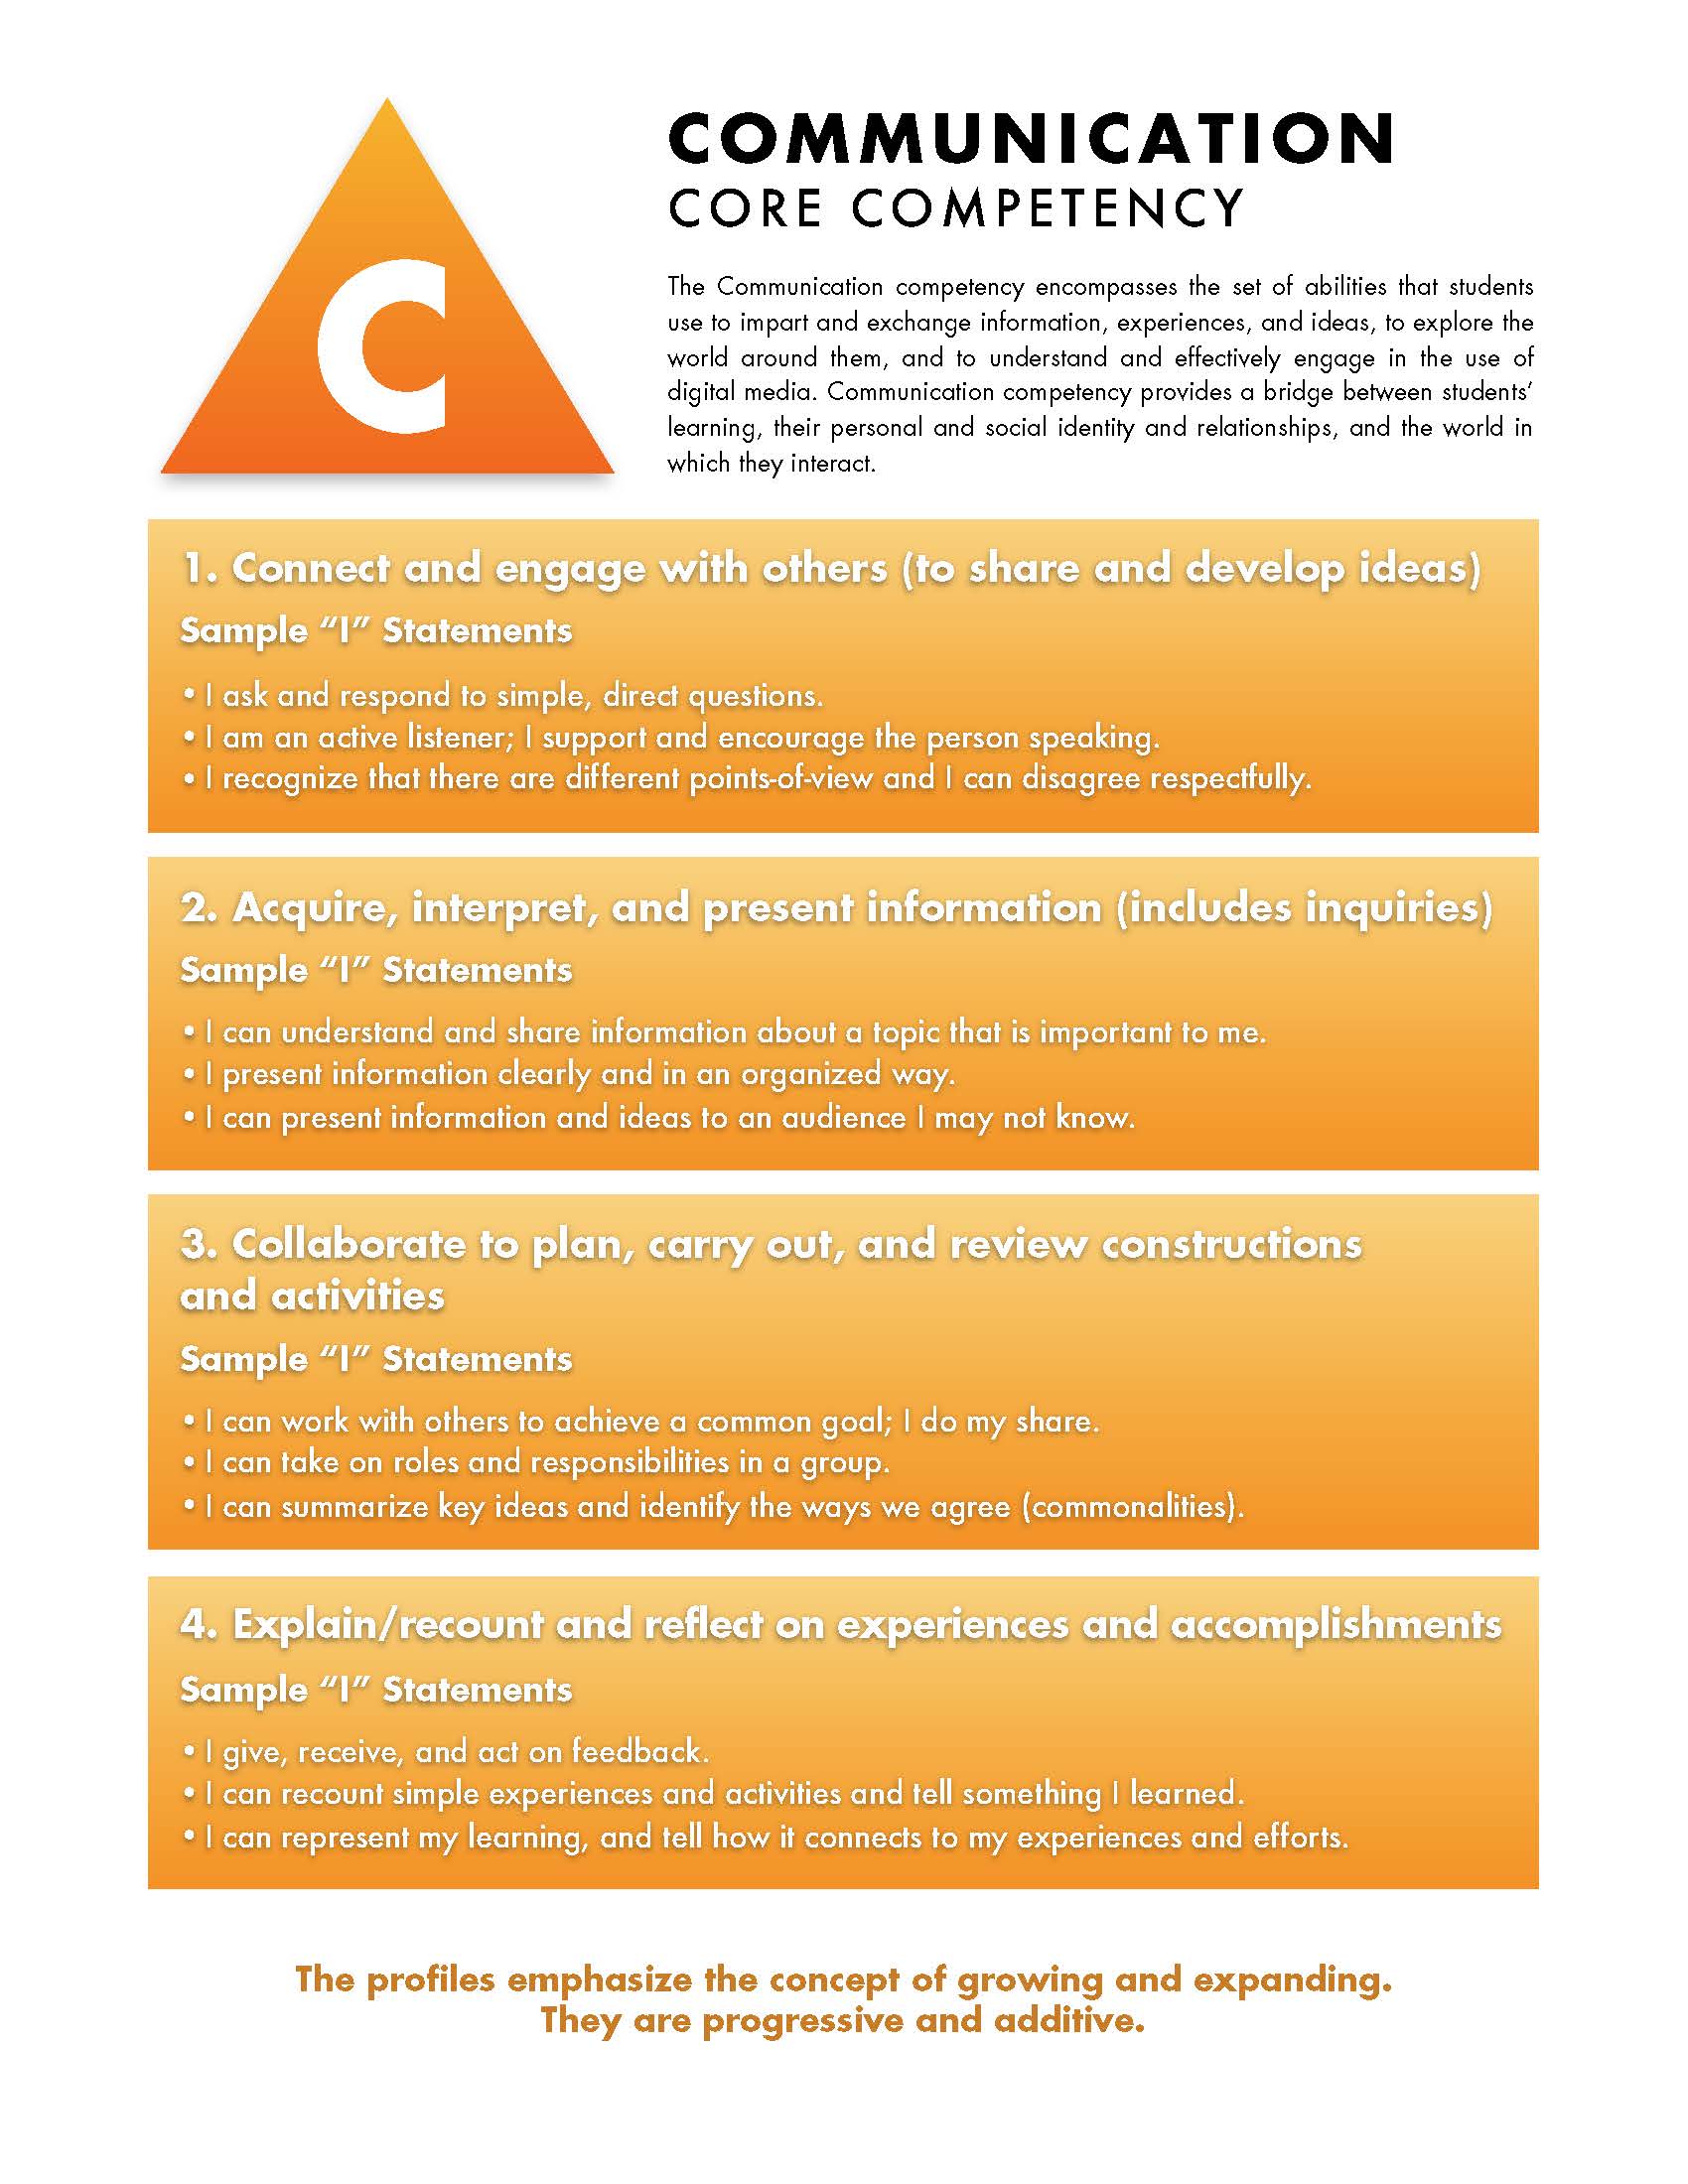 C
COMMUNICATION
CORE COMPETENCY
The Communication competency encompasses the set of abilities that students
use to impart and exchange information, experiences, and ideas, to explore the
world around them, and to understand and effectively engage in the use of
digital media. Communication competency provides a bridge between students’
learning, their personal and social identity and relationships, and the world in
which they interact.
1. Connect and engage with others (to share and develop ideas)
Sample “I” Statements
• I ask and respond to simple, direct questions.
• I am an active listener; I support and encourage the person speaking.
• I recognize that there are different points-of-view and I can disagree respectfully.
2. Acquire, interpret, and present information (includes inquiries)
Sample “I” Statements
• I can understand and share information about a topic that is important to me.
• I present information clearly and in an organized way.
• I can present information and ideas to an audience I may not know.
3. Collaborate to plan, carry out, and review constructions
and activities
Sample “I” Statements
• I can work with others to achieve a common goal; I do my share.
• I can take on roles and responsibilities in a group.
• I can summarize key ideas and identify the ways we agree (commonalities).
4. Explain/recount and reflect on experiences and accomplishments
Sample “I” Statements
• I give, receive, and act on feedback.
• I can recount simple experiences and activities and tell something I learned.
• I can represent my learning, and tell how it connects to my experiences and efforts.
The profiles emphasize the concept of growing and expanding.
They are progressive and additive.